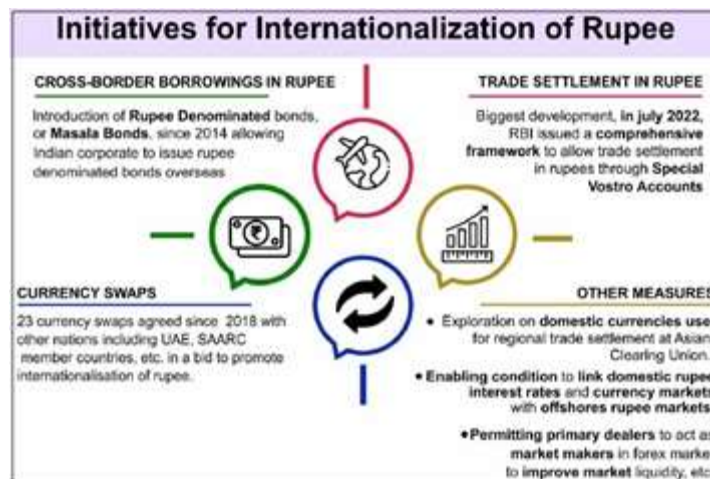 Initiatives for Internationalization of Rupee
CROSS-BORDER BORROWINGS IN RUPEE
Introduction of Rupee Denominated bonds,
or Masala Bonds, since 2014 allowing
Indian corporate to issue rupee
denominated bonds overseas
TRADE SETTLEMENT IN RUPEE
Biggest development, in july 2022,
RBI issued a comprehensive
framework to allow trade settlement
in rupees through Special
Vostro Accounts
₹
CURRENCY SWAPS
23 currency swaps agreed since 2018 with
other nations including UAE, SAARC
member countries, etc. in a bid to promote
internationalisation of rupee.
OTHER MEASURES
• Exploration on domestic currencies use
for regional trade settlement at Asian
Clearing Union.
• Enabling condition to link domestic rupee
interest rates and currency markets
with offshores rupee markets
• Permitting primary dealers to act as
market makers in forex marke
to improve market liquidity, etc